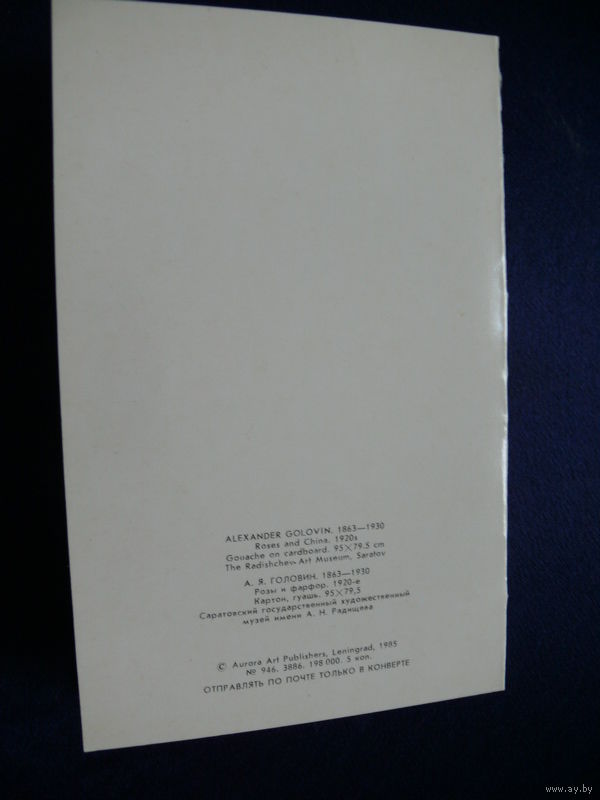 ALEXANDER GOLOVIN. 1863—1930
Roses and China. 1920s
Gouache on cardboard. 95×79,5 cm
The Radishchev Art Museum, Saratov
А. Я. ГОЛОВИН. 1863—1930
Розы и фарфор. 1920-е
Картон, гуашь. 95×79,5
Саратовский государственный художественный
музей имени А. Н. Радищева
© Aurora Art Publishers, Leningrad, 1985
№ 946. 3886. 198 000. 5 коп.
ОТПРАВЛЯТЬ ПО ПОЧТЕ ТОЛЬКО В КОНВЕРТЕ
www.ay.by